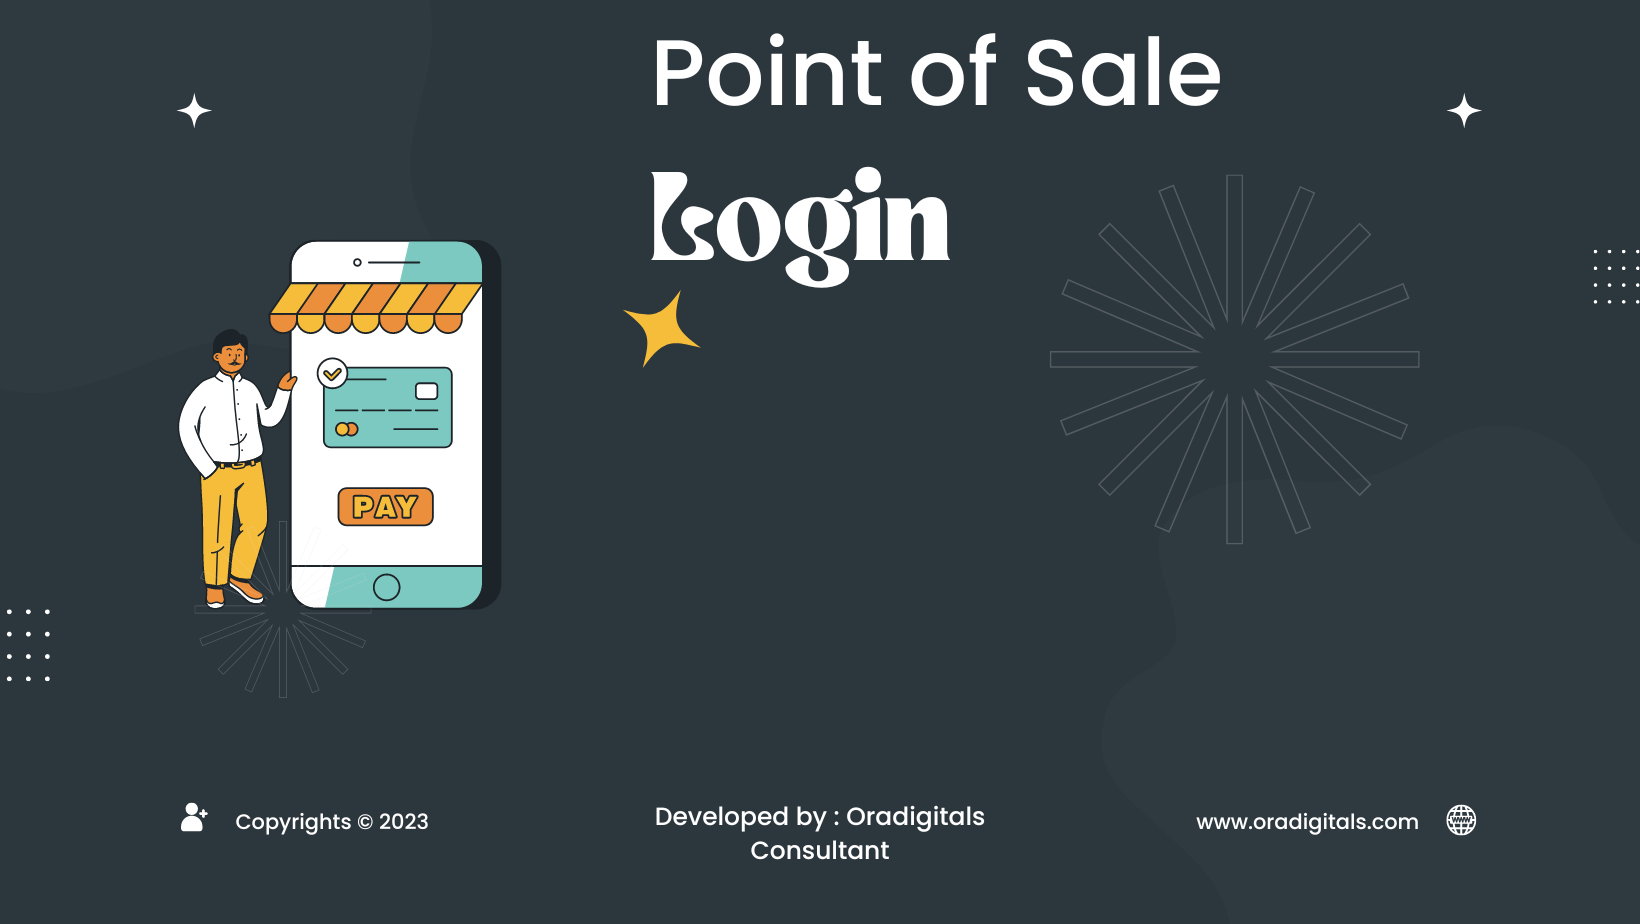 Point of Sale
Login
PAY
Copyrights © 2023
Developed by : Oradigitals
Consultant
www.oradigitals.com